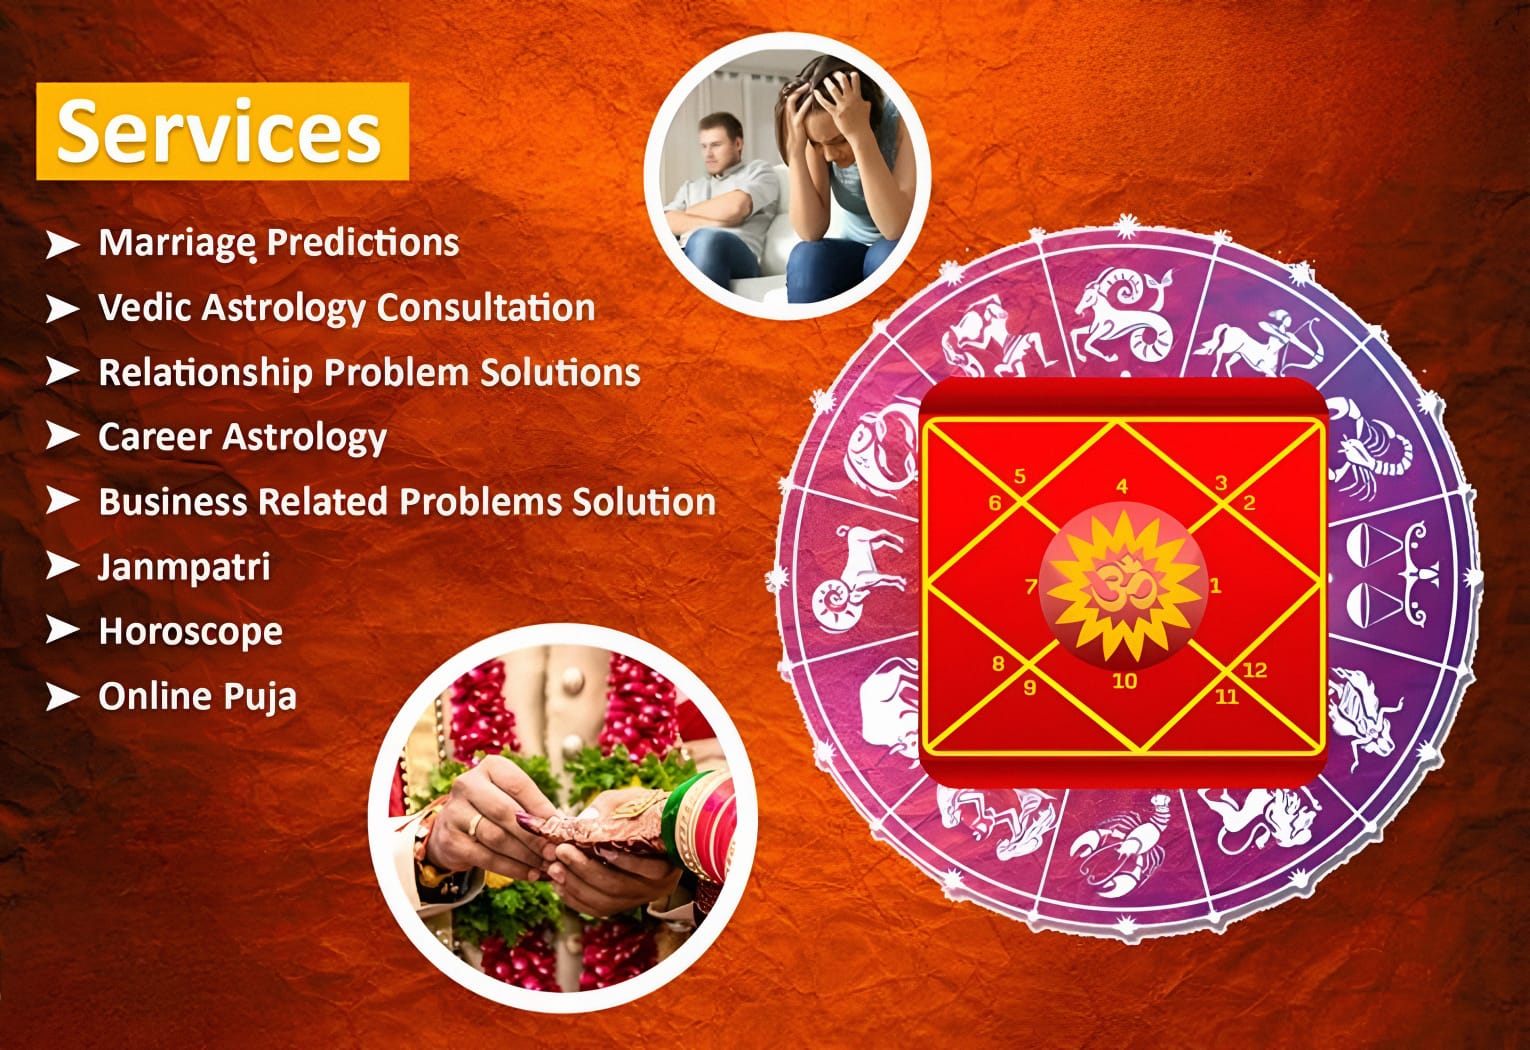 Services
Marriage Predictions
Vedic Astrology Consultation
Relationship Problem Solutions
Career Astrology
Business Related Problems Solution
Janmpatri
Horoscope
Online Puja
5
6
4
3
2
7
ॐ
1
8
9
10
12
11